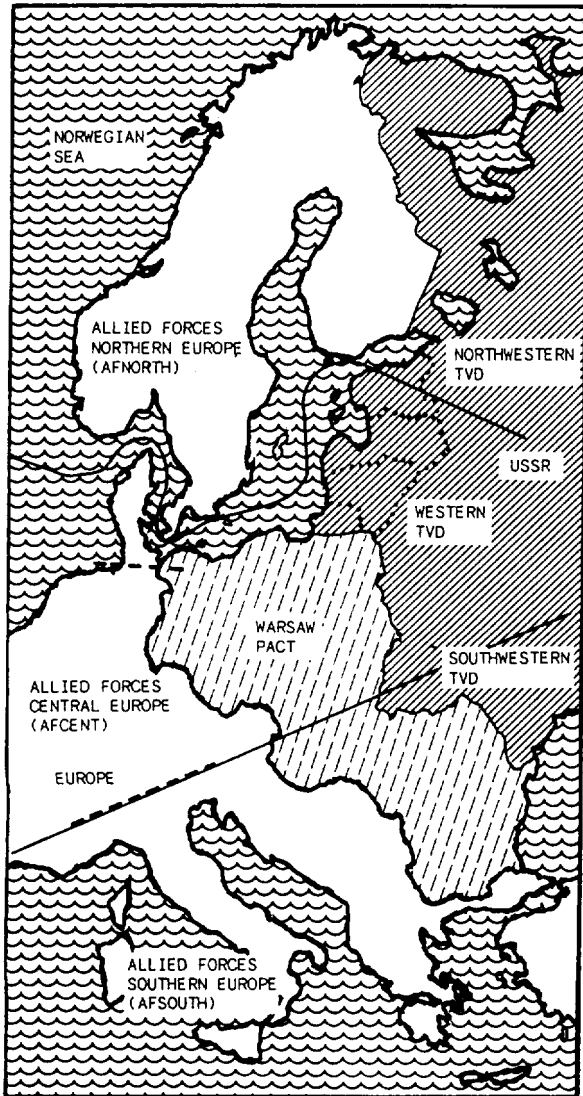 NORWEGIAN
SEA
ALLIED FORCES
NORTHERN EUROPE
(AFNORTH)
NORTHWESTERN
TVD
USSR
WESTERN
TVD
WARSAW
PACT
SOUTHWESTERN
TVD
ALLIED FORCES
CENTRAL EUROPE
(AFCENT)
EUROPE
ALLIED FORCES
SOUTHERN EUROPE
(AFSOUTH)